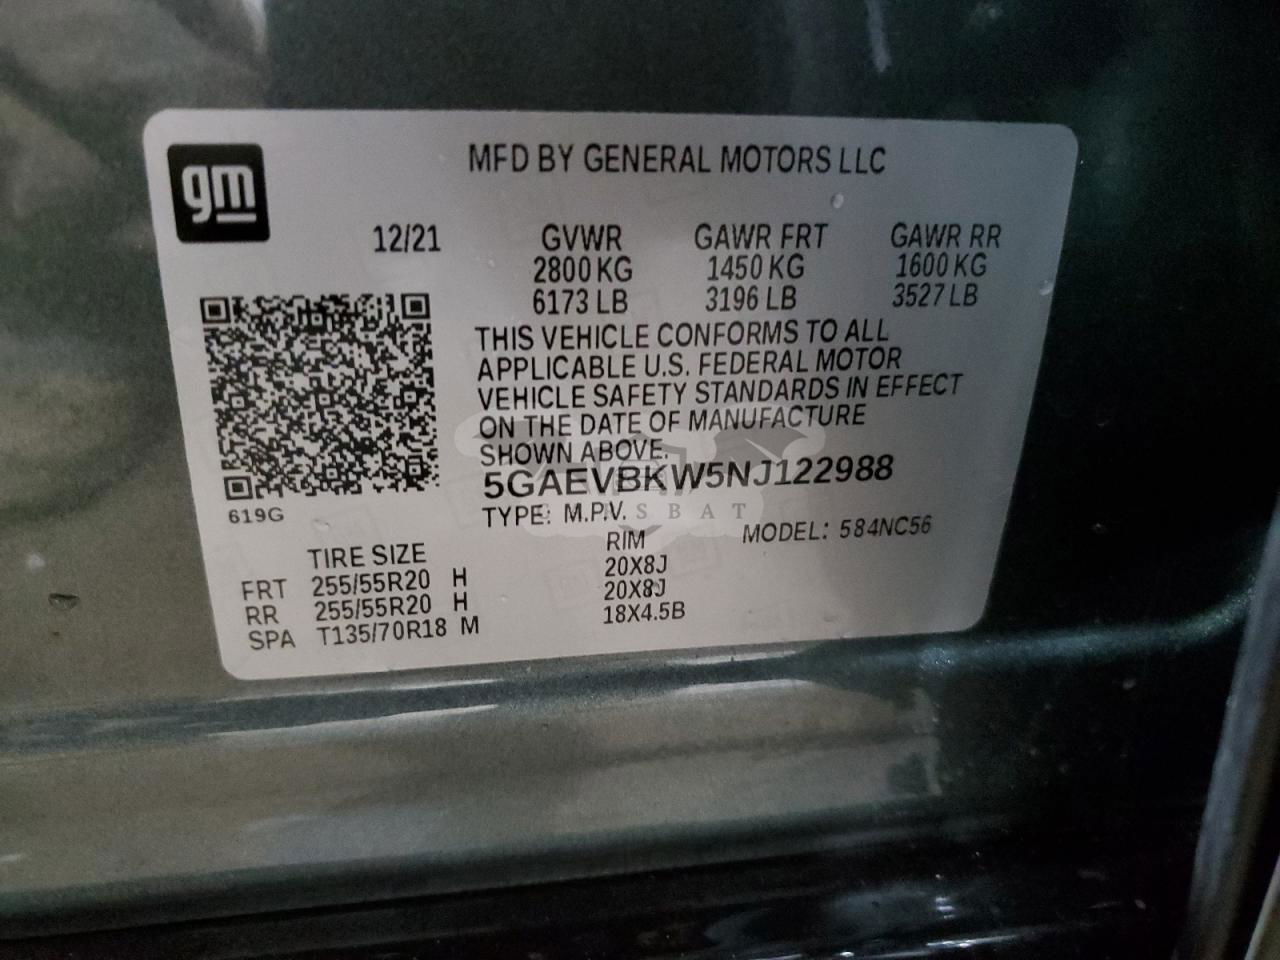 gm
MFD BY GENERAL MOTORS LLC
12/21
GVWR GAWR FRT GAWR RR
2800 KG 1450 KG 1600 KG
6173 LB 3196 LB 3527 LB
THIS VEHICLE CONFORMS TO ALL
APPLICABLE U.S. FEDERAL MOTOR
VEHICLE SAFETY STANDARDS IN EFFECT
ON THE DATE OF MANUFACTURE
SHOWN ABOVE.
5GAEVBKW5NJ122988
619G
TYPE: M.P.V. MODEL: 584NC56
SBAT
TIRE SIZE RIM
FRT 255/55R20 H 20X8J
RR 255/55R20 H 20X8J
SPA T135/70R18 M 18X4.5B